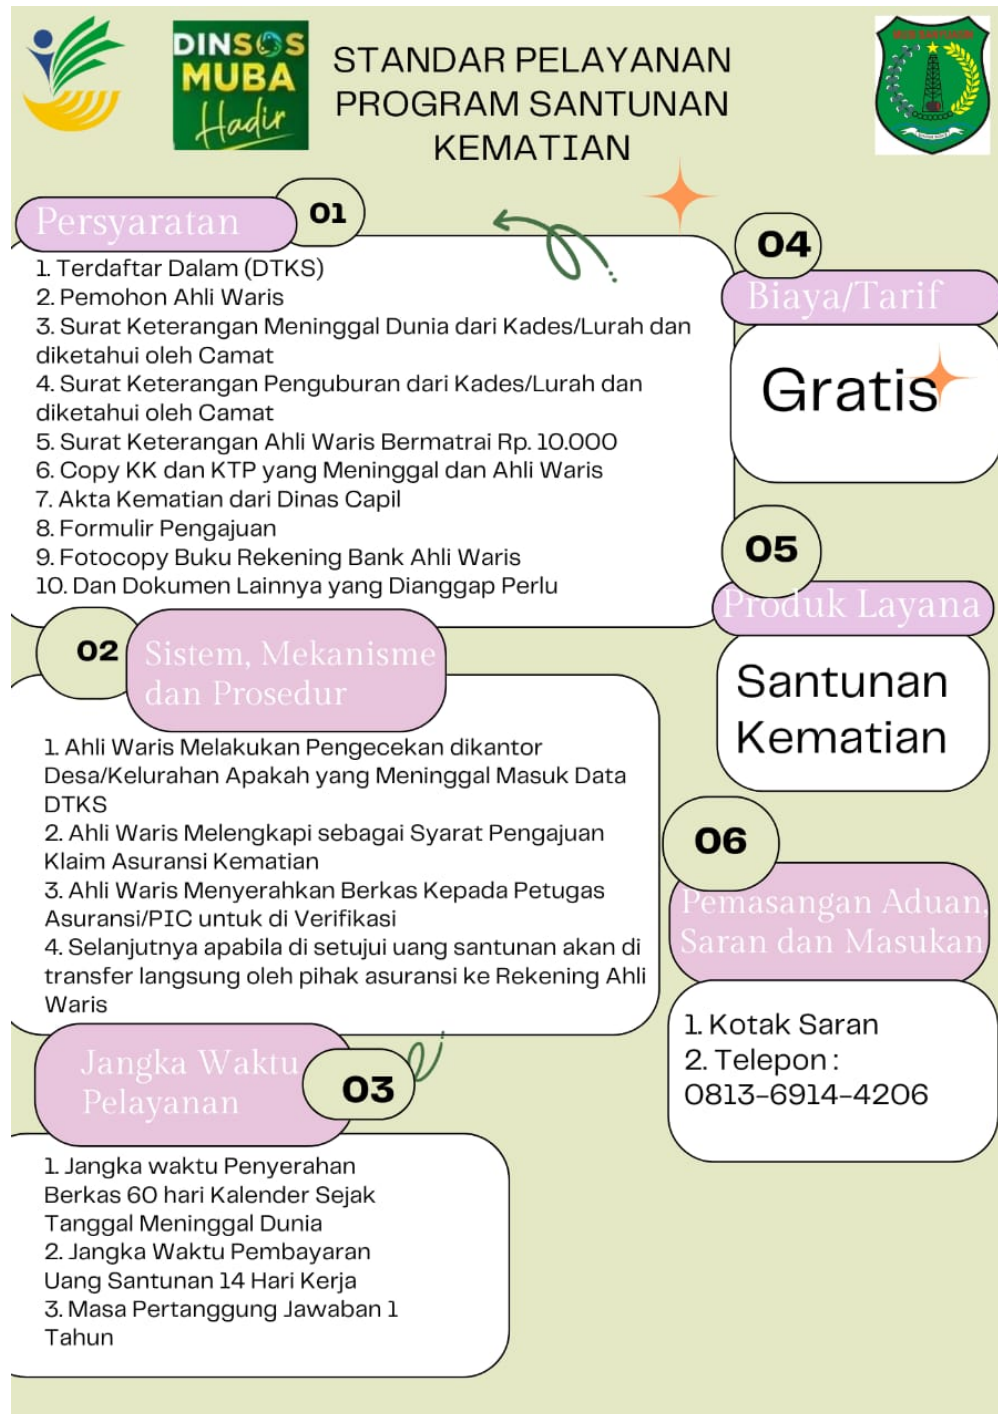 DINSOS
MUBA
Hadir
STANDAR PELAYANAN
PROGRAM SANTUNAN
KEMATIAN
MUSI BANYUASIN
01
Persyaratan
1. Terdaftar Dalam (DTKS)
2. Pemohon Ahli Waris
3. Surat Keterangan Meninggal Dunia dari Kades/Lurah dan
diketahui oleh Camat
4. Surat Keterangan Penguburan dari Kades/Lurah dan
diketahui oleh Camat
5. Surat Keterangan Ahli Waris Bermatrai Rp. 10.000
6. Copy KK dan KTP yang Meninggal dan Ahli Waris
7. Akta Kematian dari Dinas Capil
8. Formulir Pengajuan
9. Fotocopy Buku Rekening Bank Ahli Waris
10. Dan Dokumen Lainnya yang Dianggap Perlu
02
Sistem, Mekanisme
dan Prosedur
1. Ahli Waris Melakukan Pengecekan dikantor
Desa/Kelurahan Apakah yang Meninggal Masuk Data
DTKS
2. Ahli Waris Melengkapi sebagai Syarat Pengajuan
Klaim Asuransi Kematian
3. Ahli Waris Menyerahkan Berkas Kepada Petugas
Asuransi/PIC untuk di Verifikasi
4. Selanjutnya apabila di setujui uang santunan akan di
transfer langsung oleh pihak asuransi ke Rekening Ahli
Waris
03
Jangka Waktu
Pelayanan
1. Jangka waktu Penyerahan
Berkas 60 hari Kalender Sejak
Tanggal Meninggal Dunia
2. Jangka Waktu Pembayaran
Uang Santunan 14 Hari Kerja
3. Masa Pertanggung Jawaban 1
Tahun
04
Biaya/Tarif
Gratis
05
Produk Layana
Santunan
Kematian
06
Pemasangan Aduan,
Saran dan Masukan
1. Kotak Saran
2. Telepon :
0813-6914-4206